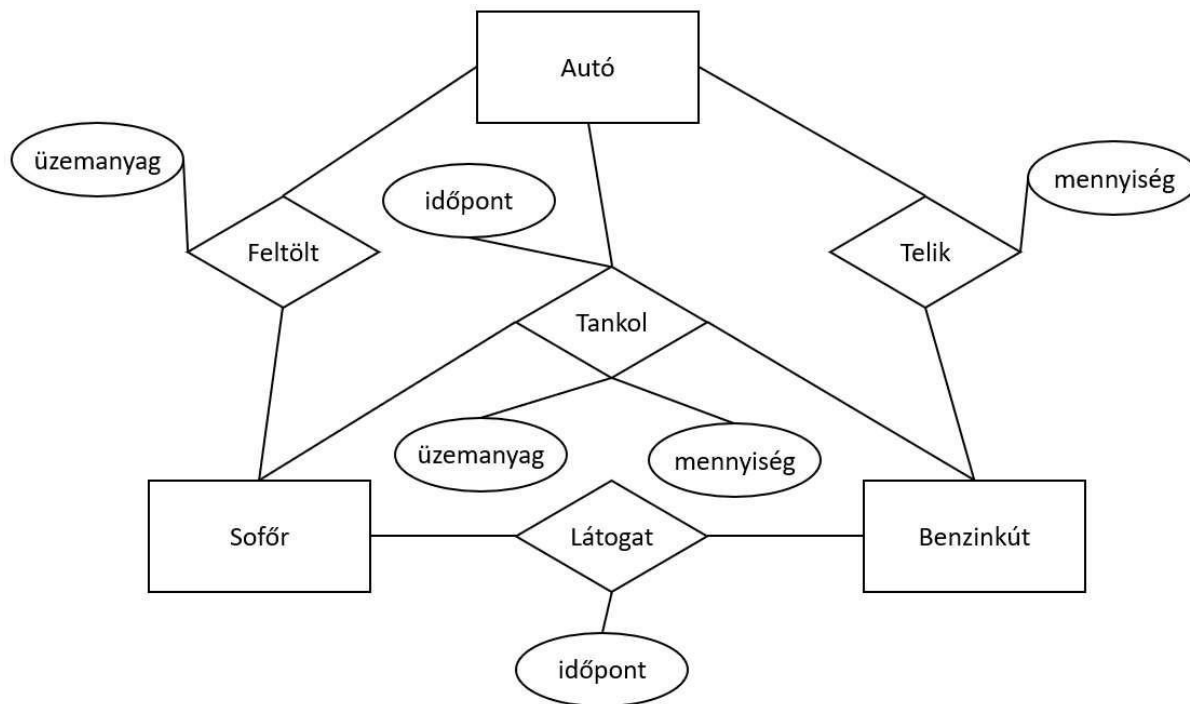 Autó
üzemanyag
mennyiség
időpont
Feltölt
Telik
Tankol
üzemanyag
mennyiség
Sofőr
Látogat
Benzinkút
időpont